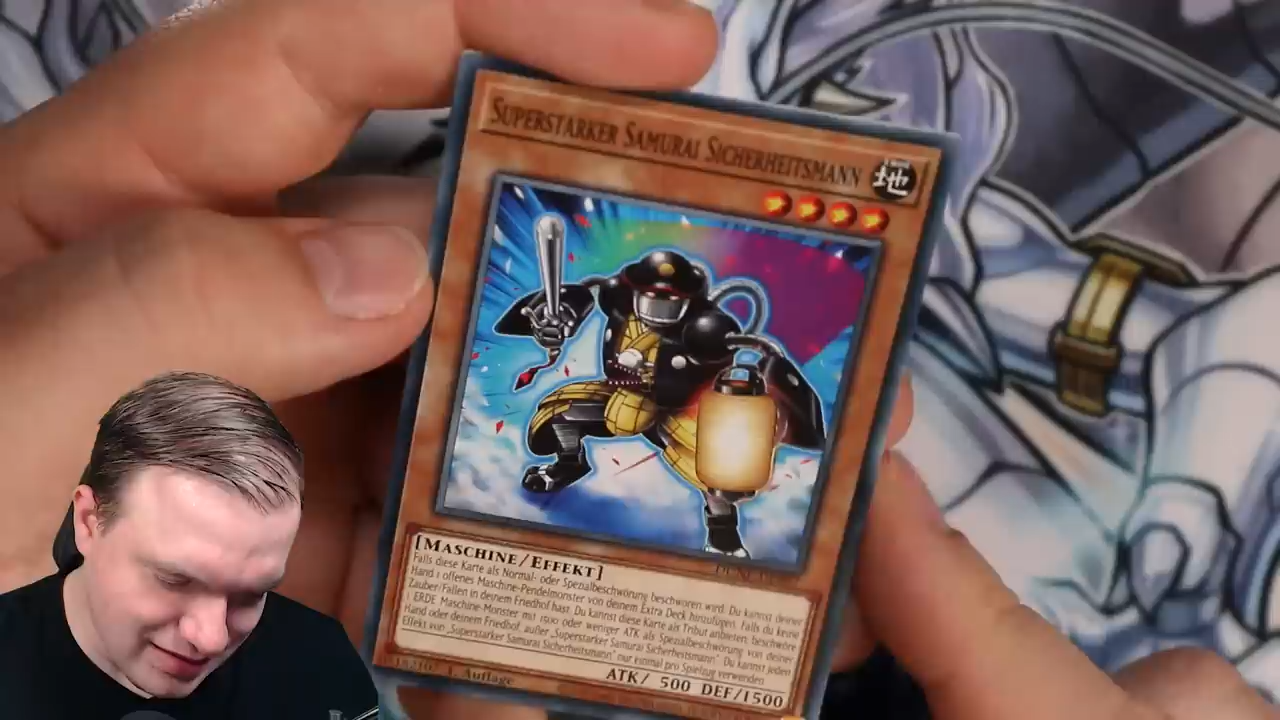 Superstarker Samurai Sicherheitsmann
地
[Maschine/Effekt]
Falls diese Karte als Normal- oder Spezialbeschwörung beschworen wird: Du kannst deiner
Hand 1 offenes Maschine-Pendelmonster von deinem Extra Deck hinzufügen. Falls du keine
Zauber/Fallen in deinem Friedhof hast: Du kannst diese Karte als Tribut anbieten; beschwöre
1 ERDE Maschine-Monster mit 1500 oder weniger ATK als Spezialbeschwörung von deiner
Hand oder deinem Friedhof, außer „Superstarker Samurai Sicherheitsmann“. Du kannst jeden
Effekt von „Superstarker Samurai Sicherheitsmann“ nur einmal pro Spielzug verwenden.
ATK/ 500 DEF/1500
1. Auflage